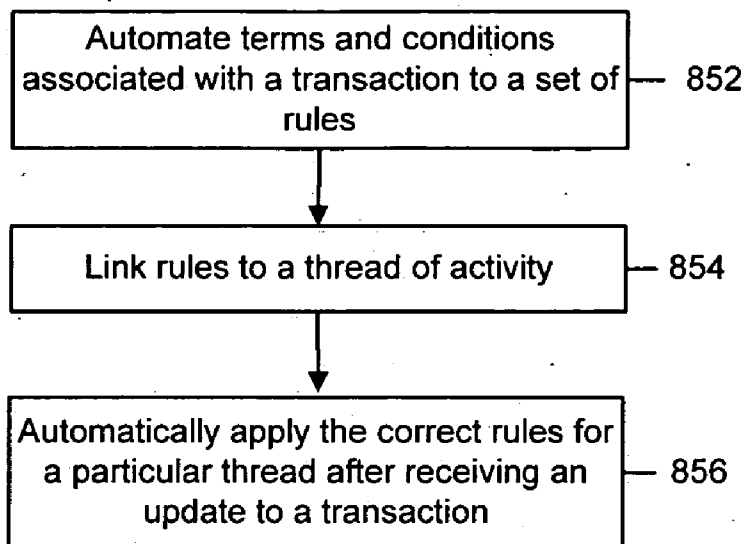 Automate terms and conditions
associated with a transaction to a set of
rules
852
Link rules to a thread of activity
854
Automatically apply the correct rules for
a particular thread after receiving an
update to a transaction
856